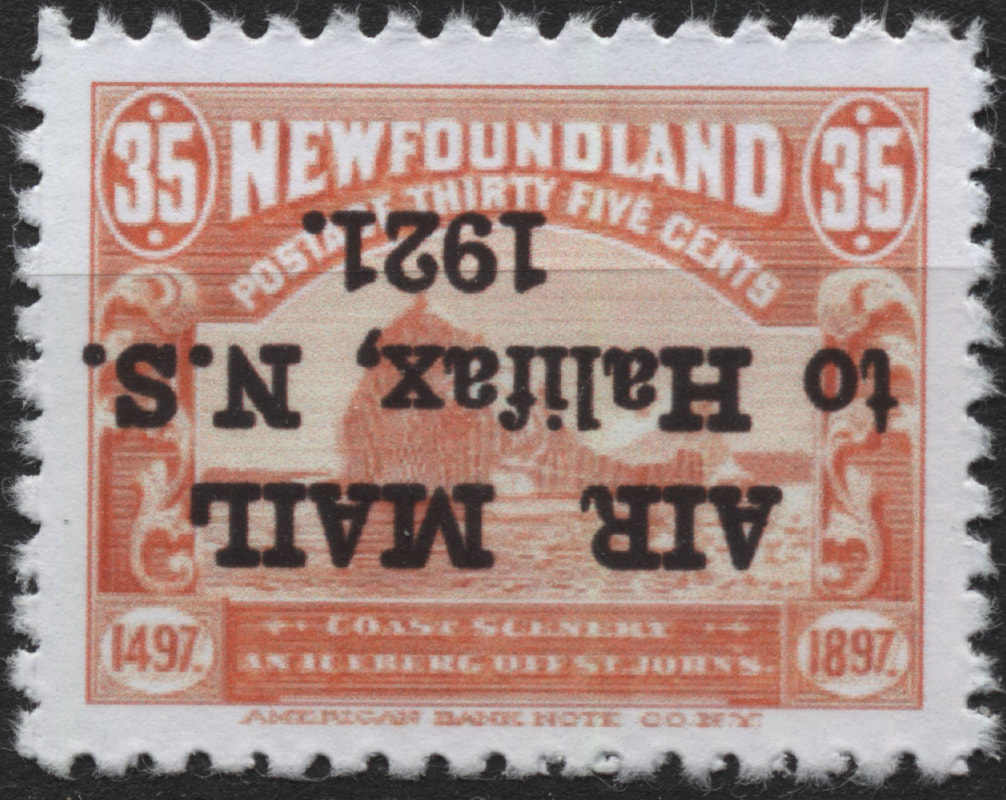 35 NEWFOUNDLAND 35
POSTAGE THIRTY FIVE CENTS
AIR MAIL
to Halifax, N.S.
1921.
1497. 1897.
COAST SCENERY
AN ICEBERG OFF ST. JOHNS.
AMERICAN BANK NOTE CO. N.Y.